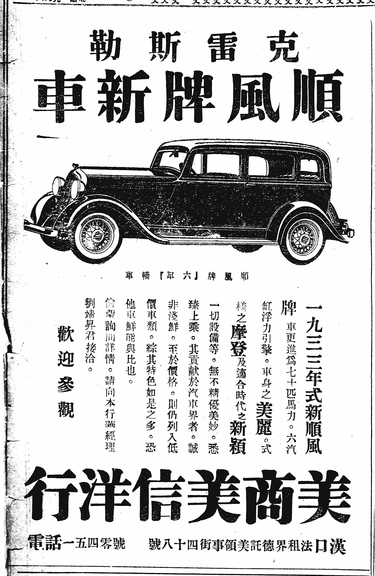 克雷斯勒
順風牌新車
順風牌『六缸』轎車
一九三三年式新順風
牌車更進為七十匹馬力。六汽
缸浮力引擎。車身之美麗。式
樣之摩登及適合時代之新穎
一切設備等。無不精優美妙。悉
臻上乘。其貢献於汽車界者。誠
非淺鮮。至於價格。則仍列入低
價車類。綜其特色如是之多。恐
他車鮮能與比也。
詢問詳情。請向本行經理
劉靖昇君接洽。
歡迎參觀
美商美信洋行
漢口法租界德託美領事街四十八號
電話一五四零號